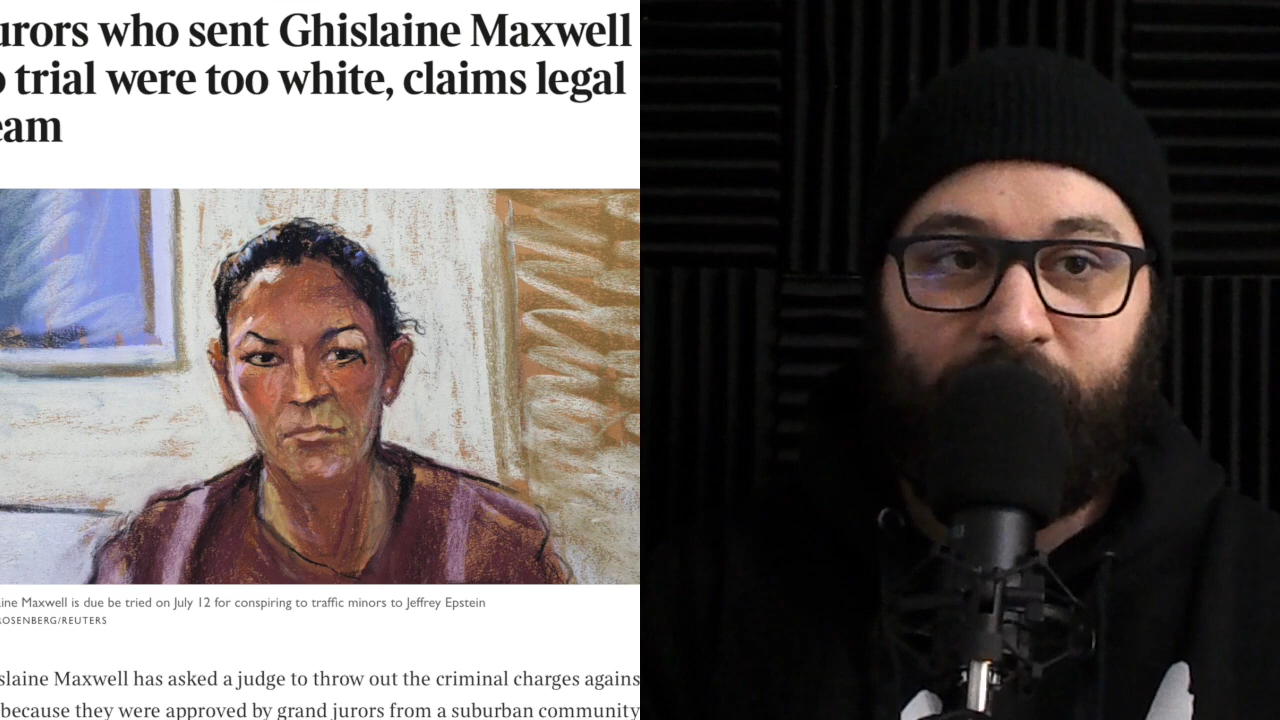 urors who sent Ghislaine Maxwell
o trial were too white, claims legal
eam
aine Maxwell is due be tried on July 12 for conspiring to traffic minors to Jeffrey Epstein
ROSENBERG/REUTERS
slaine Maxwell has asked a judge to throw out the criminal charges agains
because they were approved by grand jurors from a suburban community